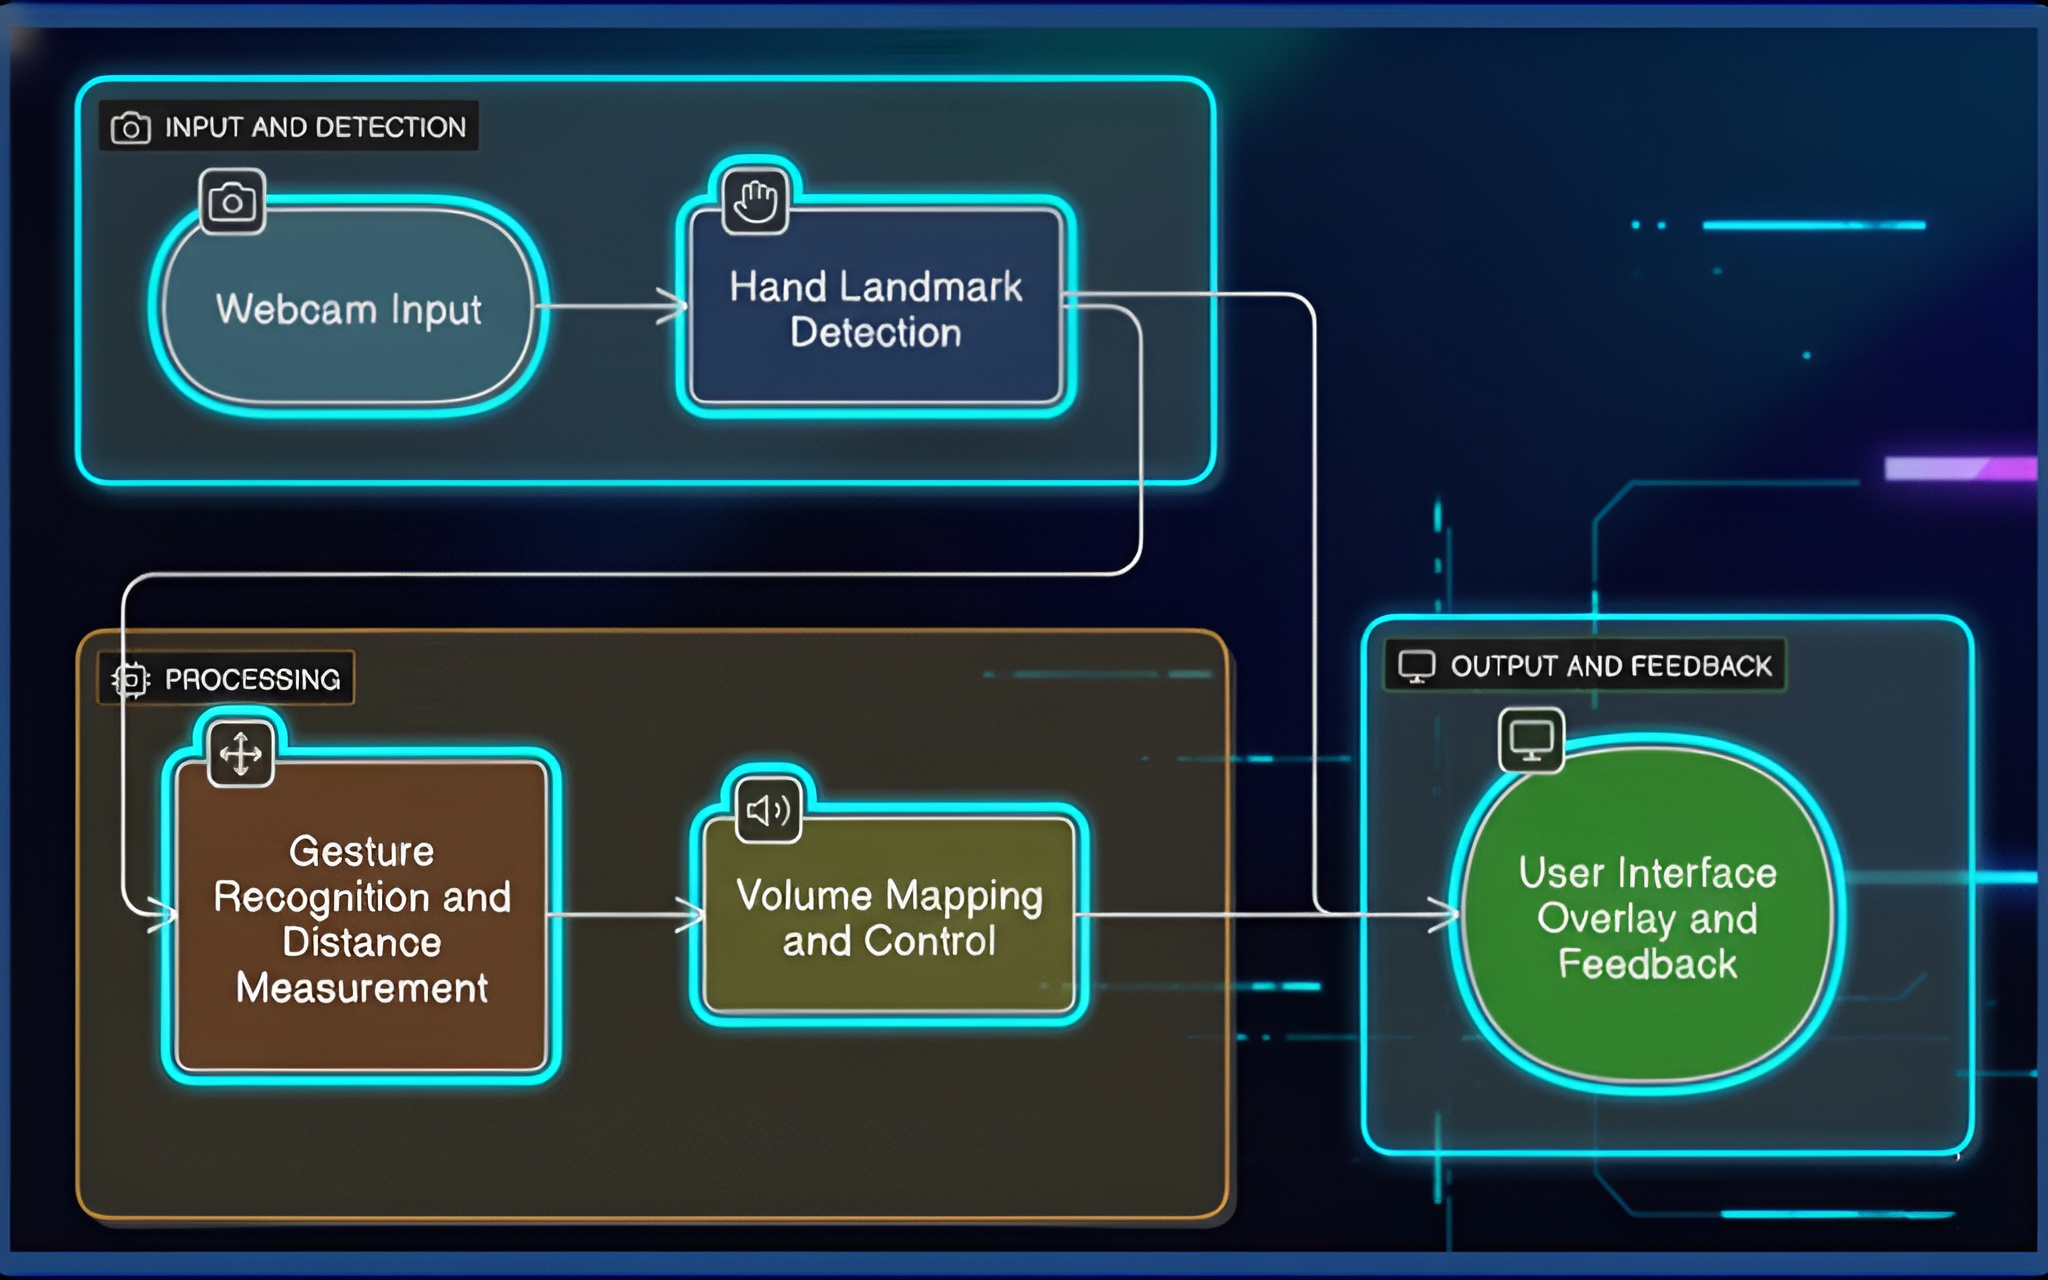 INPUT AND DETECTION
Webcam Input
Hand Landmark
Detection
PROCESSING
Gesture
Recognition and
Distance
Measurement
Volume Mapping
and Control
OUTPUT AND FEEDBACK
User Interface
Overlay and
Feedback